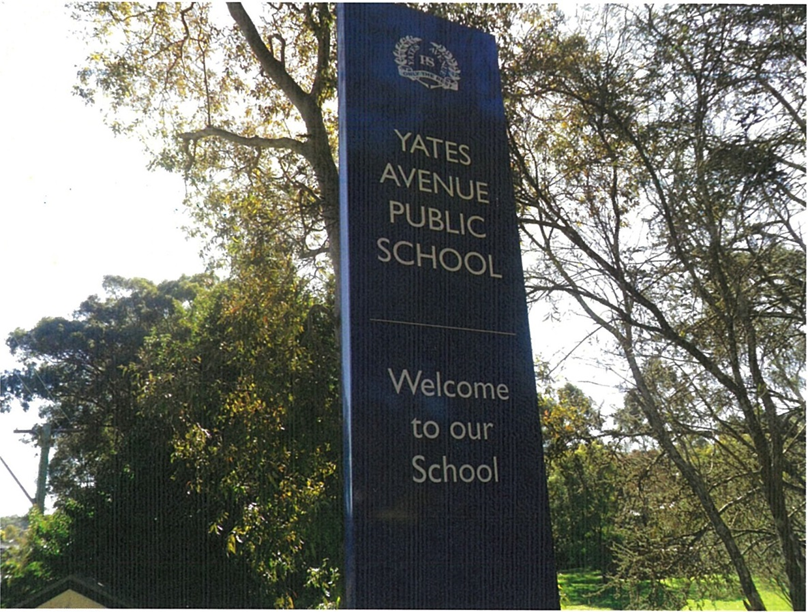 YATES
AVENUE
PUBLIC
SCHOOL
Welcome
to our
School